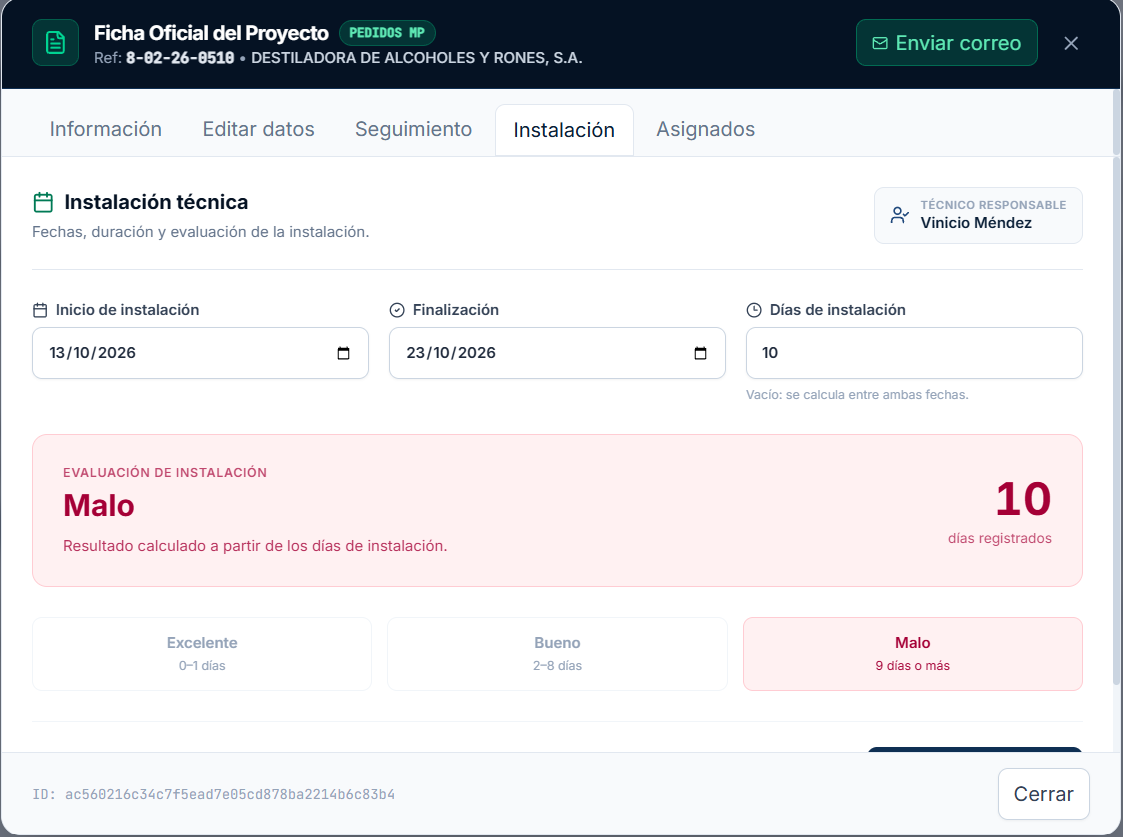 Ficha Oficial del Proyecto PEDIDOS MP
Ref: 8-02-26-0510 • DESTILADORA DE ALCOHOLES Y RONES, S.A.
Enviar correo
Información Editar datos Seguimiento Instalación Asignados
Instalación técnica
Fechas, duración y evaluación de la instalación.
TÉCNICO RESPONSABLE
Vinicio Méndez
Inicio de instalación
13/10/2026
Finalización
23/10/2026
Días de instalación
10
Vacío: se calcula entre ambas fechas.
EVALUACIÓN DE INSTALACIÓN
Malo
Resultado calculado a partir de los días de instalación.
10
días registrados
Excelente
0–1 días
Bueno
2–8 días
Malo
9 días o más
ID: ac560216c34c7f5ead7e05cd878ba2214b6c83b4
Cerrar